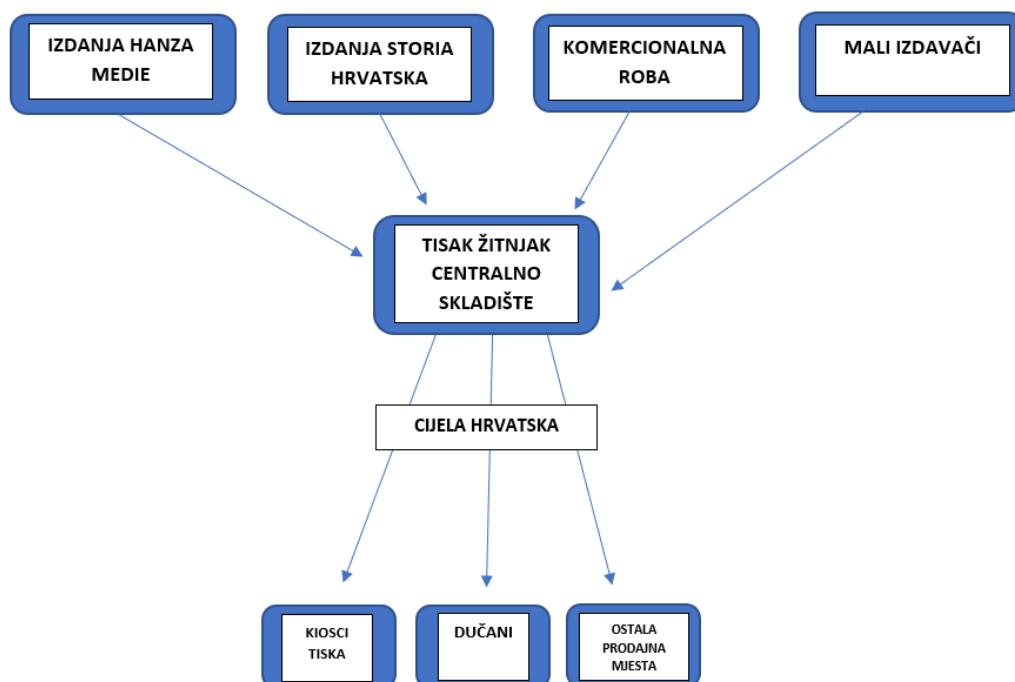 IZDANJA HANZA
MEDIE
IZDANJA STORIA
HRVATSKA
KOMERCIONALNA
ROBA
MALI IZDAVAČI
TISAK ŽITNJAK
CENTRALNO
SKLADIŠTE
CIJELA HRVATSKA
KIOSCI
TISKA
DUČANI
OSTALA
PRODAJNA
MJESTA